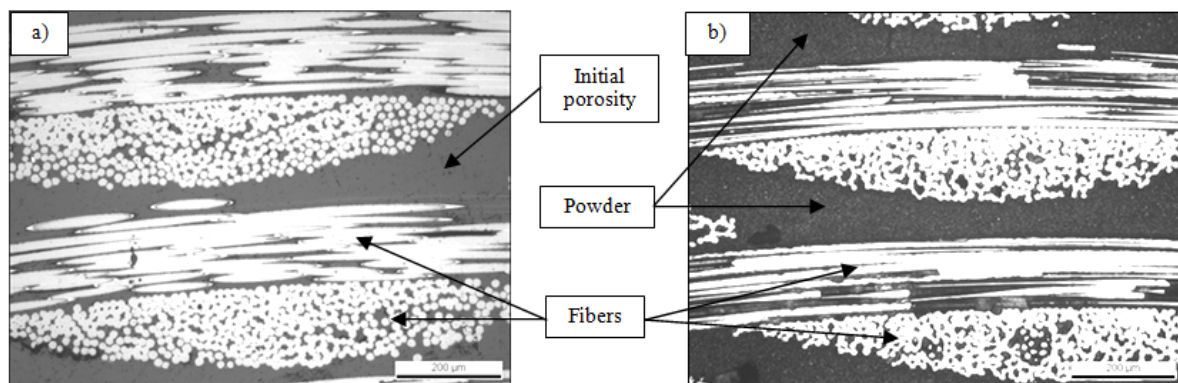 a)
b)
Initial
porosity
Powder
Fibers
200 µm
200 µm